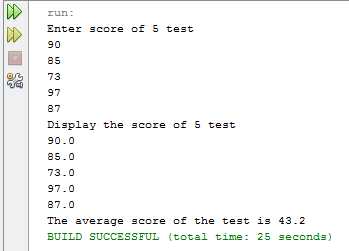 run:
Enter score of 5 test
90
85
73
97
87
Display the score of 5 test
90.0
85.0
73.0
97.0
87.0
The average score of the test is 43.2
BUILD SUCCESSFUL (total time: 25 seconds)